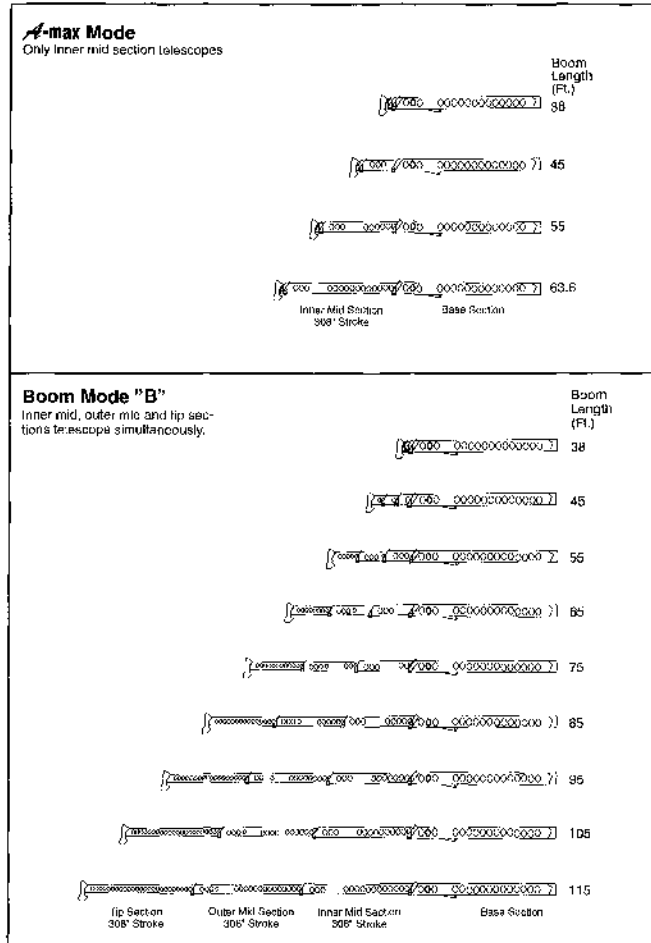 A-max Mode
Only inner mid section telescopes
Boom
Length
(Ft.)
38
45
55
63.6
Inner Mid Section
308" Stroke
Base Section
Boom Mode "B"
Inner mid, outer mid and tip sec-
tions telescope simultaneously.
Boom
Length
(Ft.)
38
45
55
65
75
85
95
105
115
Tip Section
308" Stroke
Outer Mid Section
308" Stroke
Inner Mid Section
308" Stroke
Base Section